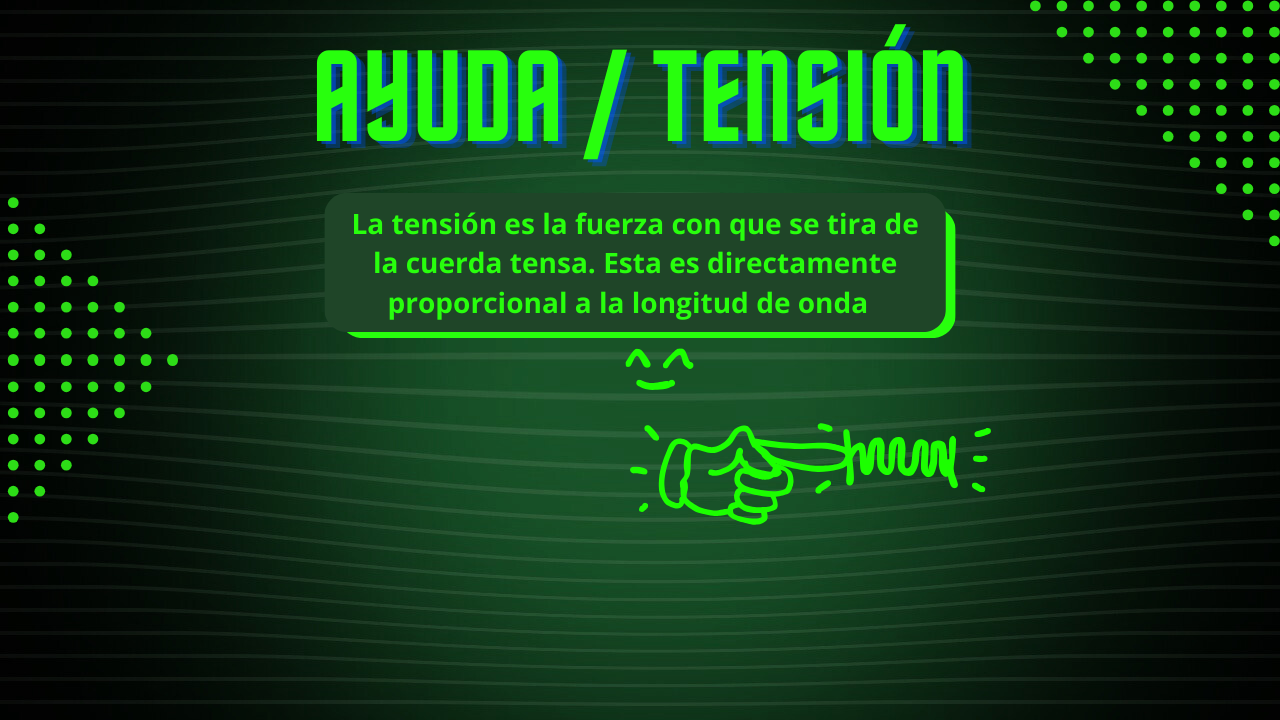 AYUDA / TENSIÓN
La tensión es la fuerza con que se tira de
la cuerda tensa. Esta es directamente
proporcional a la longitud de onda